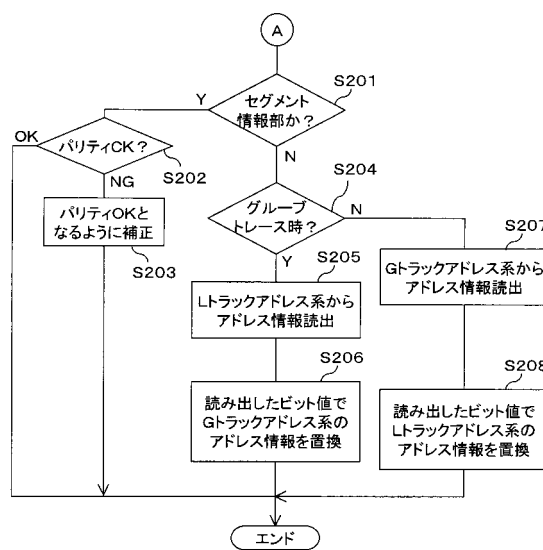 A
S201
セグメント
情報部か？
Y
N
OK
パリティCK？
S202
NG
パリティOKと
なるように補正
S203
S204
グルーブ
トレース時？
N
Y
S205
Lトラックアドレス系から
アドレス情報読出
S207
Gトラックアドレス系から
アドレス情報読出
S206
読み出したビット値で
Gトラックアドレス系の
アドレス情報を置換
S208
読み出したビット値で
Lトラックアドレス系の
アドレス情報を置換
エンド